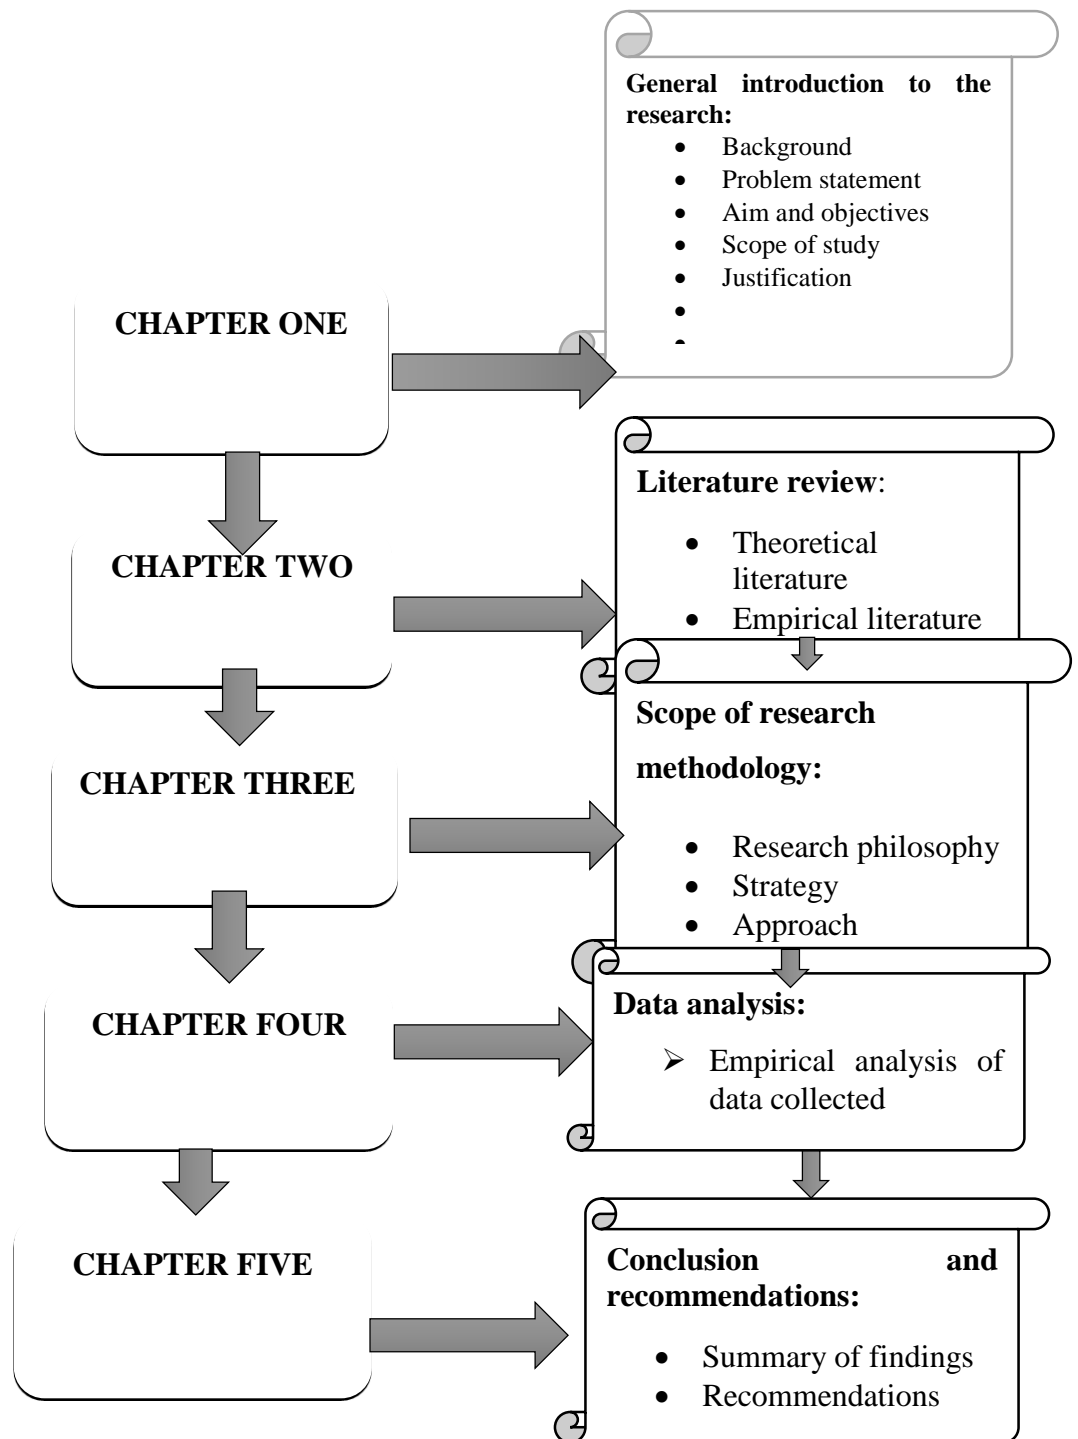 General introduction to the
research:
• Background
• Problem statement
• Aim and objectives
• Scope of study
• Justification
•
•
CHAPTER ONE
Literature review:
• Theoretical
literature
• Empirical literature
CHAPTER TWO
Scope of research
methodology:
• Research philosophy
• Strategy
• Approach
CHAPTER THREE
Data analysis:
➢ Empirical analysis of
data collected
CHAPTER FOUR
Conclusion and
recommendations:
• Summary of findings
• Recommendations
CHAPTER FIVE